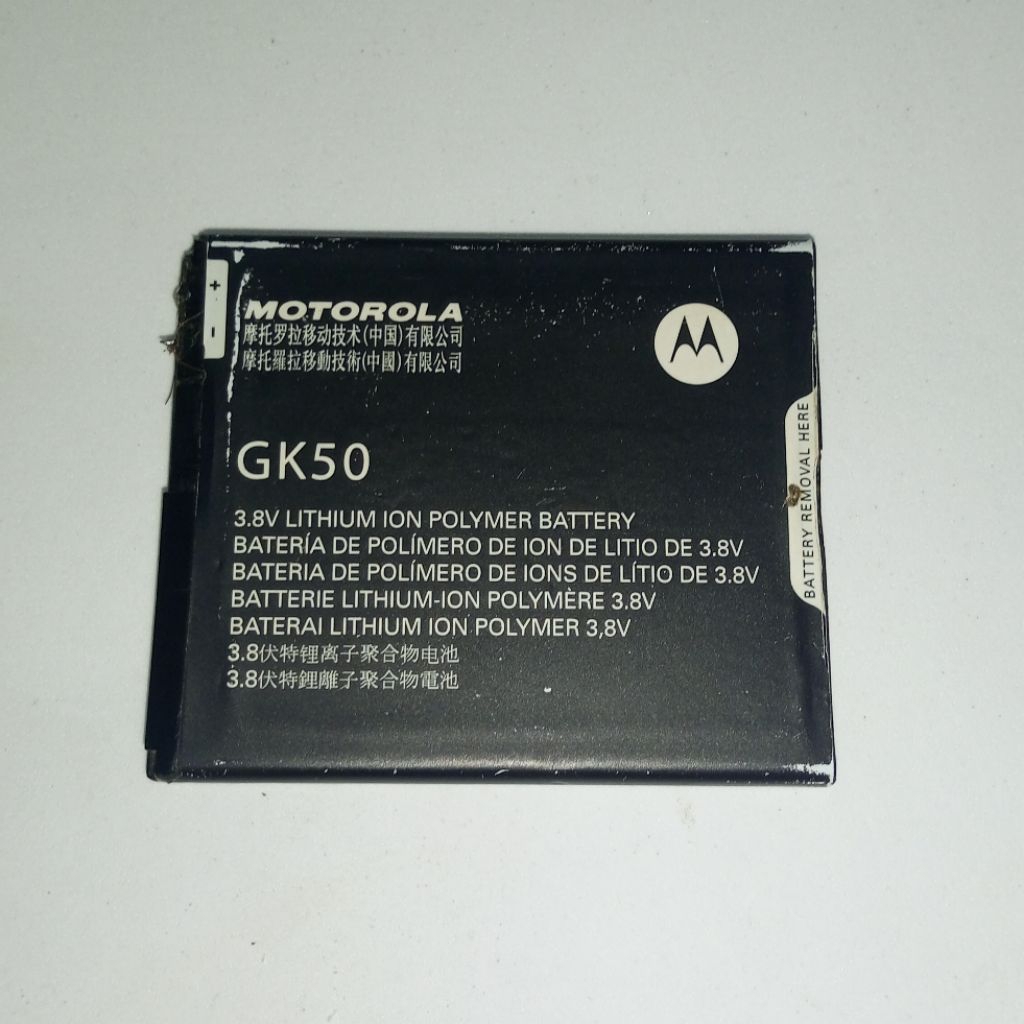 +
-
MOTOROLA
摩托罗拉移动技术(中国)有限公司
摩托羅拉移動技術(中國)有限公司
GK50
3.8V LITHIUM ION POLYMER BATTERY
BATERÍA DE POLÍMERO DE ION DE LITIO DE 3.8V
BATERIA DE POLÍMERO DE IONS DE LÍTIO DE 3.8V
BATTERIE LITHIUM-ION POLYMÈRE 3.8V
BATERAI LITHIUM ION POLYMER 3,8V
3.8伏特锂离子聚合物电池
3.8伏特鋰離子聚合物電池
BATTERY REMOVAL HERE